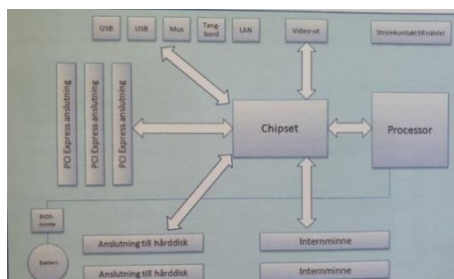 USB
USB
Mus
Tang-
bord
LAN
Video-ut
Strömkontakt till nätdel
PCI Express anslutning
PCI Express anslutning
PCI Express anslutning
Chipset
Processor
BIOS-
minne
Batteri
Anslutning till hårddisk
Internminne
Anslutning till hårddisk
Internminne